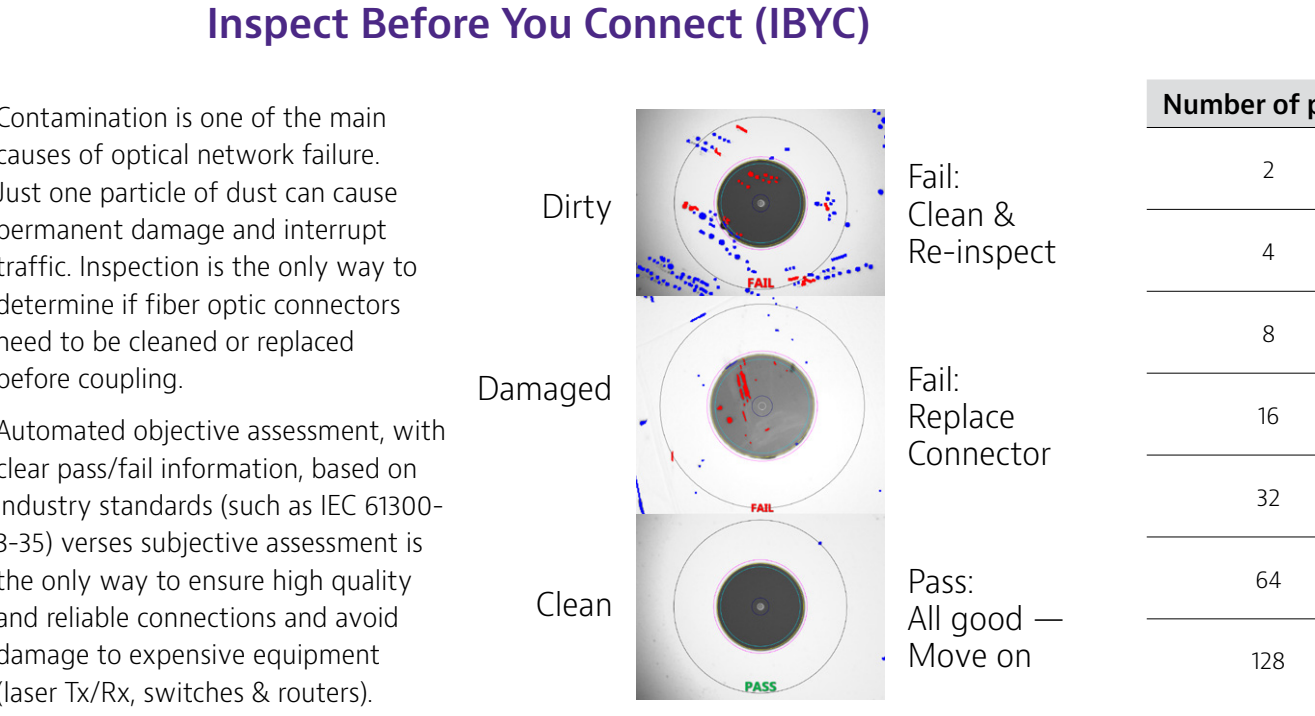 Inspect Before You Connect (IBYC)
Contamination is one of the main
causes of optical network failure.
Just one particle of dust can cause
permanent damage and interrupt
traffic. Inspection is the only way to
determine if fiber optic connectors
need to be cleaned or replaced
before coupling.
Automated objective assessment, with
clear pass/fail information, based on
industry standards (such as IEC 61300-
3-35) verses subjective assessment is
the only way to ensure high quality
and reliable connections and avoid
damage to expensive equipment
(laser Tx/Rx, switches & routers).
Dirty
FAIL
Fail:
Clean &
Re-inspect
Damaged
FAIL
Fail:
Replace
Connector
Clean
PASS
Pass:
All good —
Move on
Number of
2
4
8
16
32
64
128